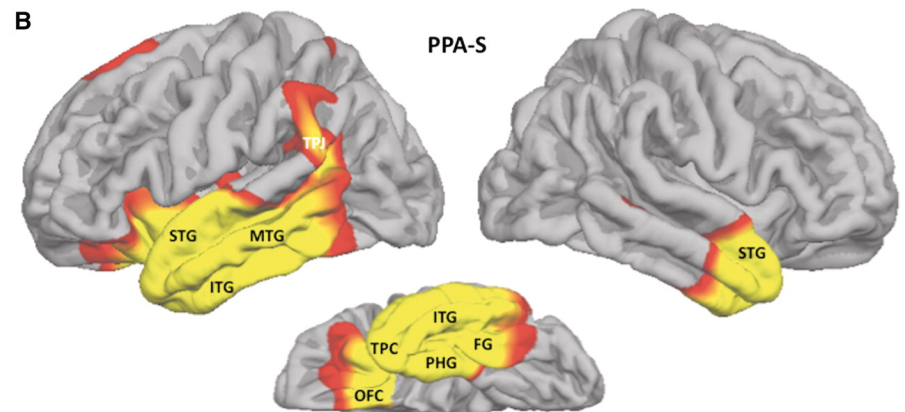 B
PPA-S
TPJ
STG MTG
ITG
STG
ITG
TPC FG
PHG
OFC